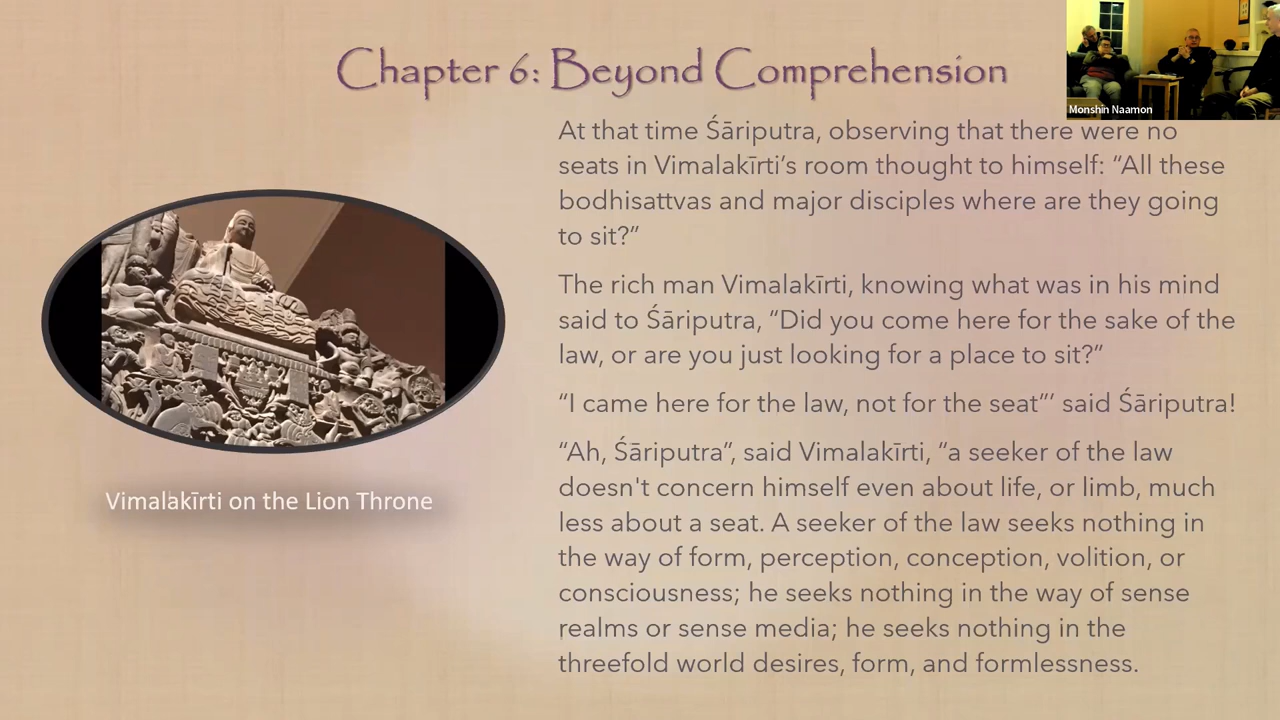 Chapter 6: Beyond Comprehension
Monshin Naamon
At that time Śāriputra, observing that there were no
seats in Vimalakīrti’s room thought to himself: “All these
bodhisattvas and major disciples where are they going
to sit?”
The rich man Vimalakīrti, knowing what was in his mind
said to Śāriputra, “Did you come here for the sake of the
law, or are you just looking for a place to sit?”
“I came here for the law, not for the seat”’ said Śāriputra!
“Ah, Śāriputra”, said Vimalakīrti, “a seeker of the law
doesn't concern himself even about life, or limb, much
less about a seat. A seeker of the law seeks nothing in
the way of form, perception, conception, volition, or
consciousness; he seeks nothing in the way of sense
realms or sense media; he seeks nothing in the
threefold world desires, form, and formlessness.
Vimalakīrti on the Lion Throne